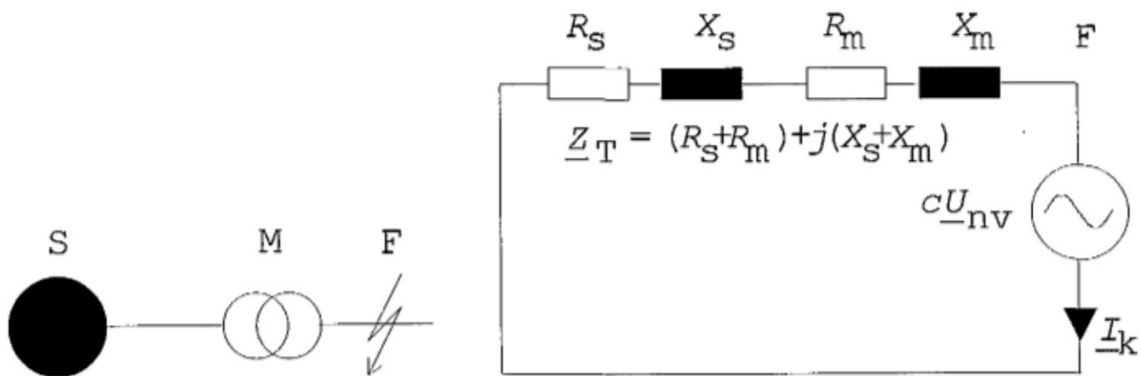 R_s X_s R_m X_m F
Z_T = (R_s+R_m)+j(X_s+X_m)
cU_nv
S M F
I_k